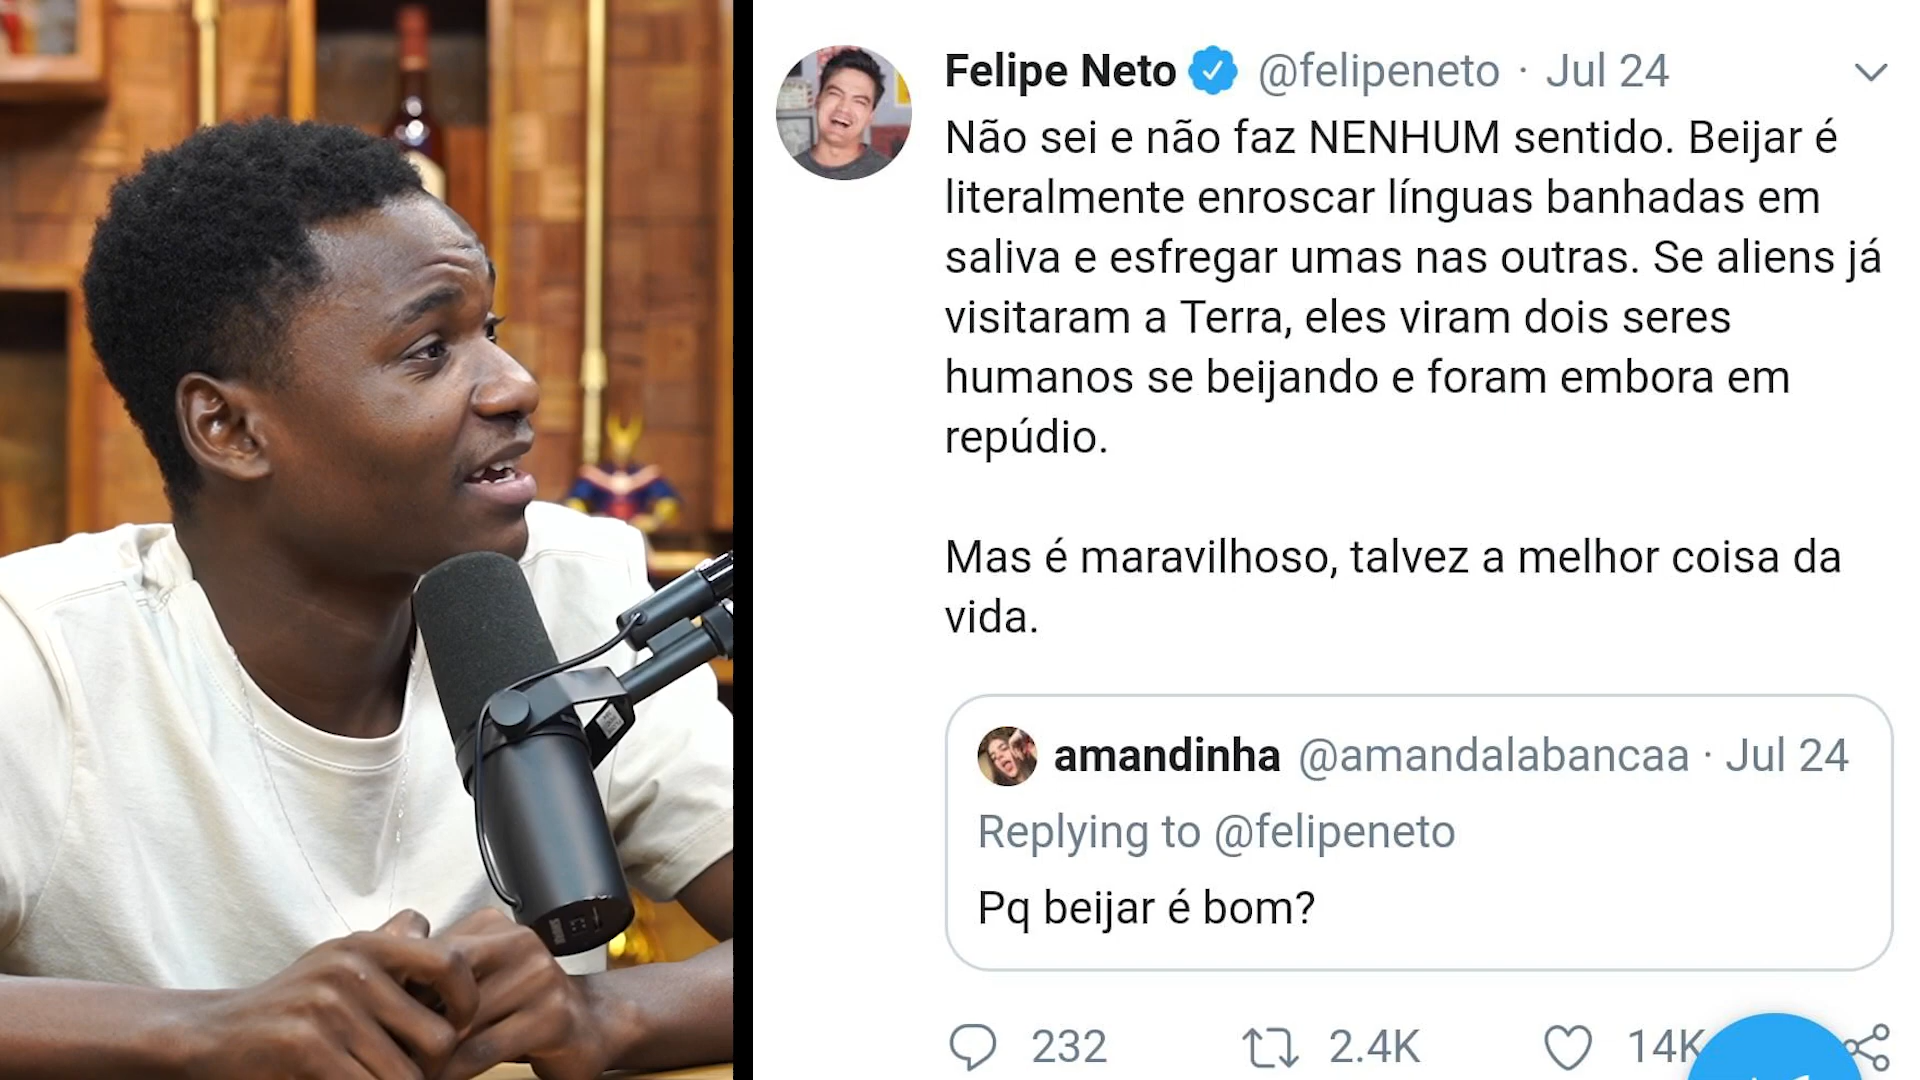 Felipe Neto @felipeneto · Jul 24
Não sei e não faz NENHUM sentido. Beijar é
literalmente enroscar línguas banhadas em
saliva e esfregar umas nas outras. Se aliens já
visitaram a Terra, eles viram dois seres
humanos se beijando e foram embora em
repúdio.
Mas é maravilhoso, talvez a melhor coisa da
vida.
amandinha @amandalabancaa · Jul 24
Replying to @felipeneto
Pq beijar é bom?
232 2.4K 14K